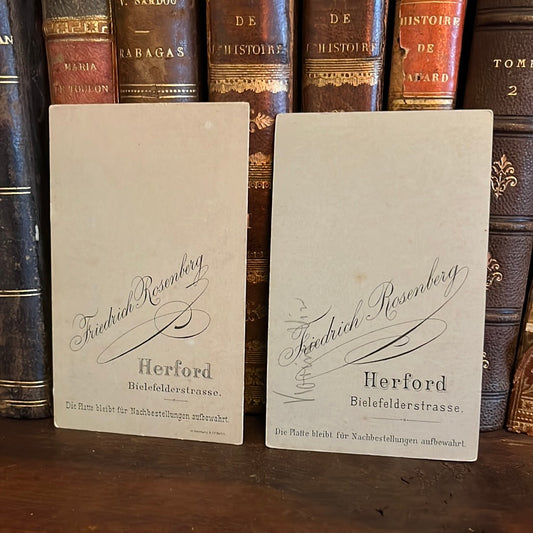 V. SARDOU
RABAGAS
MARIA
DE TOULON
DE
L'HISTOIRE
DE
L'HISTOIRE
HISTOIRE
DE
BAYARD
TOME
2
Friedrich Rosenberg
Herford
Bielefelderstrasse.
Die Platte bleibt für Nachbestellungen aufbewahrt.
Friedrich Rosenberg
Herford
Bielefelderstrasse.
Die Platte bleibt für Nachbestellungen aufbewahrt.